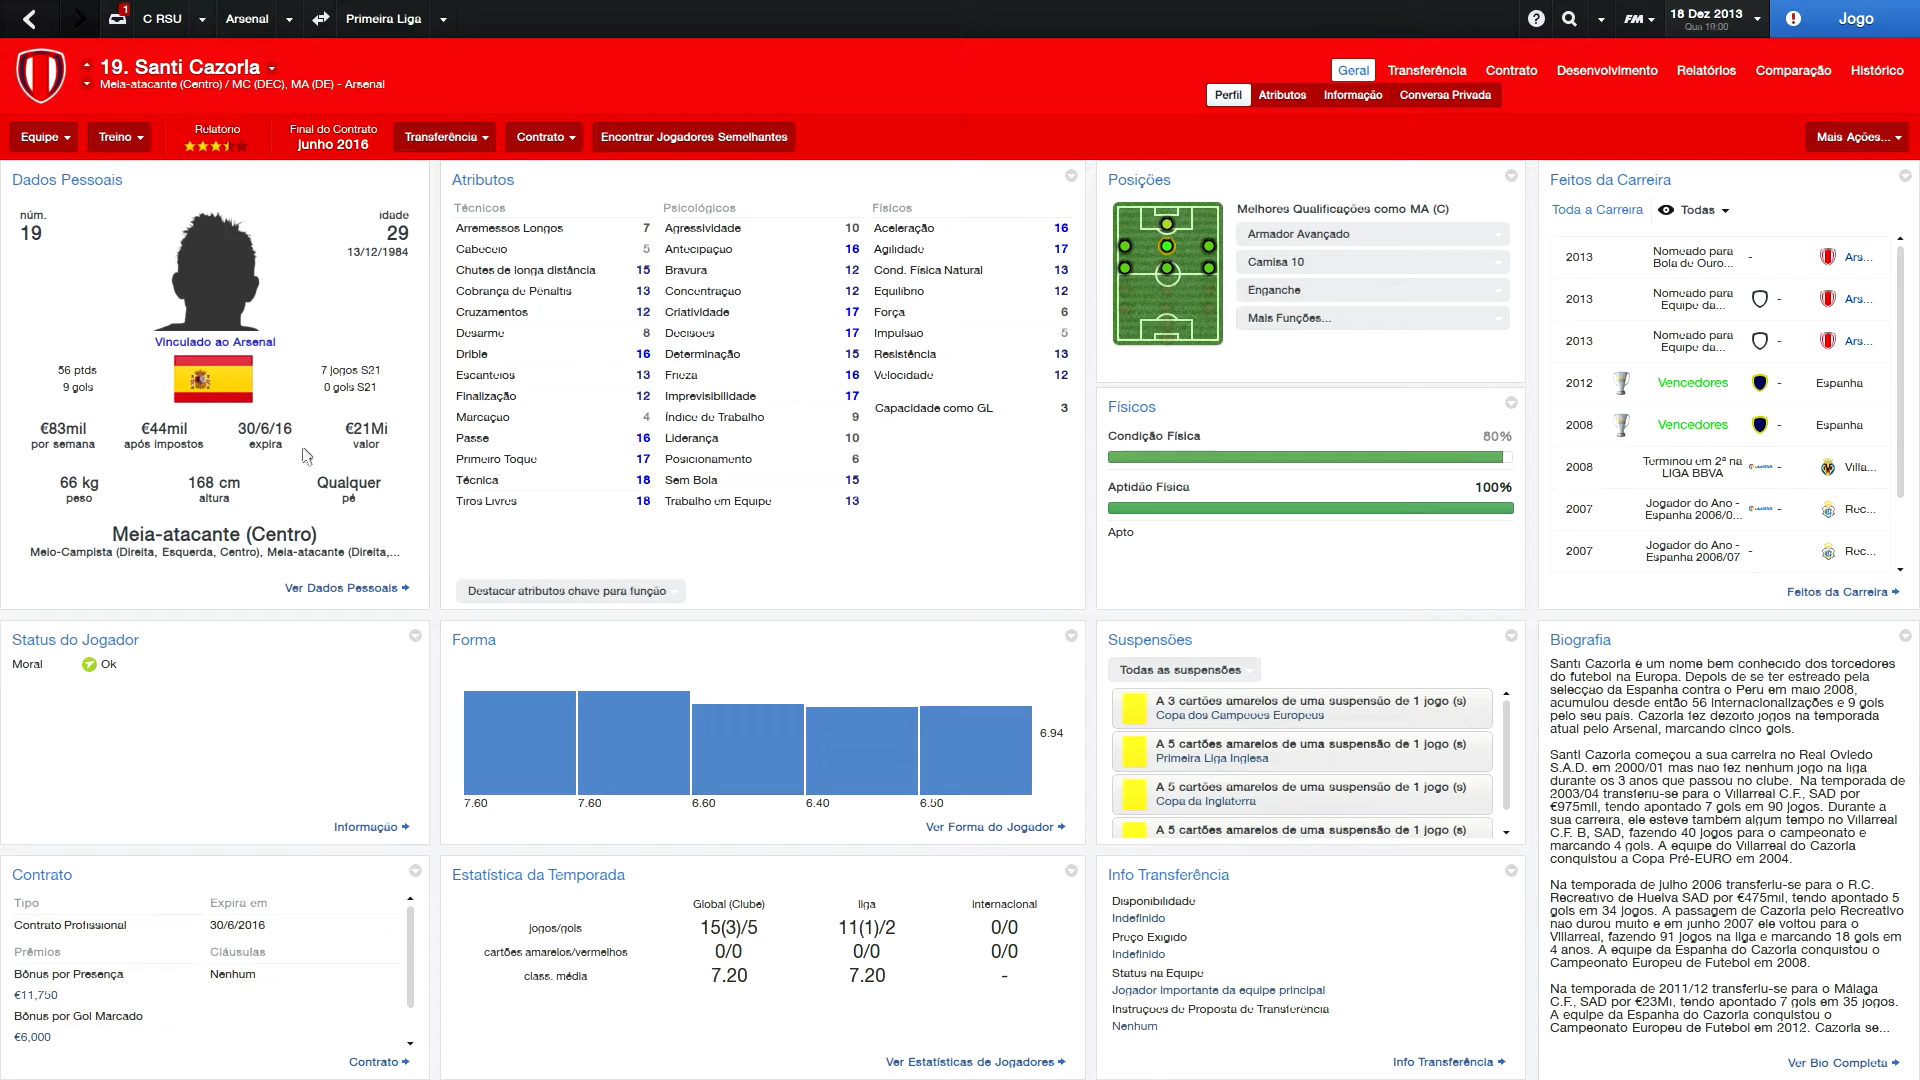 1
C RSU
Arsenal
Primeira Liga
FM
18 Dez 2013
Qua 19:00
Jogo
19. Santi Cazorla
Meia-atacante (Centro) / MC (DEC), MA (DE) - Arsenal
Geral Transferência Contrato Desenvolvimento Relatórios Comparação Histórico
Perfil Atributos Informação Conversa Privada
Equipe
Treino
Relatório
Final do Contrato
Junho 2016
Transferência
Contrato
Encontrar Jogadores Semelhantes
Mais Ações...
Dados Pessoais
núm.
19
idade
29
13/12/1984
Vinculado ao Arsenal
56 ptds
9 gols
7 jogos S21
0 gols S21
€83mil
por semana
€44mil
após impostos
30/6/16
expira
€21Mi
valor
66 kg
peso
168 cm
altura
Qualquer
pé
Meia-atacante (Centro)
Meio-Campista (Direita, Esquerda, Centro), Meia-atacante (Direita,...
Ver Dados Pessoais
Atributos
Técnicos
Arremessos Longos 7
Cabeceio 5
Chutes de longa distância 15
Cobrança de Pênaltis 13
Cruzamentos 12
Desarme 8
Drible 16
Escanteios 13
Finalização 12
Marcação 4
Passe 16
Primeiro Toque 17
Técnica 18
Tiros Livres 18
Psicológicos
Agressividade 10
Antecipação 16
Bravura 12
Concentração 12
Criatividade 17
Decisões 17
Determinação 15
Frieza 16
Imprevisibilidade 17
Índice de Trabalho 9
Liderança 10
Posicionamento 6
Sem Bola 15
Trabalho em Equipe 13
Físicos
Aceleração 16
Agilidade 17
Cond. Física Natural 13
Equilíbrio 12
Força 6
Impulsão 5
Resistência 13
Velocidade 12
Capacidade como GL 3
Destacar atributos chave para função
Posições
Melhores Qualificações como MA (C)
Armador Avançado
Camisa 10
Enganche
Mais Funções...
Físicos
Condição Física 80%
Aptidão Física 100%
Apto
Feitos da Carreira
Toda a Carreira Todas
2013 Nomeado para
Bola de Ouro... - Ars...
2013 Nomeado para
Equipe da... - Ars...
2013 Nomeado para
Equipe da... - Ars...
2012 Vencedores - Espanha
2008 Vencedores - Espanha
2008 Terminou em 2ª na
LIGA BBVA - Villa...
2007 Jogador do Ano -
Espanha 2006/0... - Rec...
2007 Jogador do Ano -
Espanha 2006/07 - Rec...
Feitos da Carreira
Status do Jogador
Moral Ok
Informação
Forma
6.94
7.60 7.60 6.60 6.40 6.50
Ver Forma do Jogador
Suspensões
Todas as suspensões
A 3 cartões amarelos de uma suspensão de 1 jogo (s)
Copa dos Campeões Europeus
A 5 cartões amarelos de uma suspensão de 1 jogo (s)
Primeira Liga Inglesa
A 5 cartões amarelos de uma suspensão de 1 jogo (s)
Copa da Inglaterra
A 5 cartões amarelos de uma suspensão de 1 jogo (s)
Biografia
Santi Cazorla é um nome bem conhecido dos torcedores
do futebol na Europa. Depois de se ter estreado pela
selecção da Espanha contra o Peru em maio 2008,
acumulou desde então 56 Internacionalizações e 9 gols
pelo seu país. Cazorla fez dezoito jogos na temporada
atual pelo Arsenal, marcando cinco gols.
Santi Cazorla começou a sua carreira no Real Oviedo
S.A.D. em 2000/01 mas não fez nenhum jogo na liga
durante os 3 anos que passou no clube. Na temporada de
2003/04 transferiu-se para o Villarreal C.F., SAD por
€975mil, tendo apontado 7 gols em 90 jogos. Durante a
sua carreira, ele esteve também algum tempo no Villarreal
C.F. B, SAD, fazendo 40 jogos para o campeonato e
marcando 4 gols. A equipe do Villarreal do Cazorla
conquistou a Copa Pré-EURO em 2004.
Na temporada de julho 2006 transferiu-se para o R.C.
Recreativo de Huelva SAD por €475mil, tendo apontado 5
gols em 34 jogos. A passagem de Cazorla pelo Recreativo
não durou muito e em junho 2007 ele voltou para o
Villarreal, fazendo 91 jogos na liga e marcando 18 gols em
4 anos. A equipe da Espanha do Cazorla conquistou o
Campeonato Europeu de Futebol em 2008.
Na temporada de 2011/12 transferiu-se para o Málaga
C.F., SAD por €23Mi, tendo apontado 7 gols em 35 jogos.
A equipe da Espanha do Cazorla conquistou o
Campeonato Europeu de Futebol em 2012. Cazorla se...
Ver Bio Completa
Contrato
Tipo Expira em
Contrato Profissional 30/6/2016
Prêmios Cláusulas
Bônus por Presença Nenhum
€11,750
Bônus por Gol Marcado
€6,000
Contrato
Estatística da Temporada
Global (Clube) liga Internacional
jogos/gols 15(3)/5 11(1)/2 0/0
cartões amarelos/vermelhos 0/0 0/0 0/0
class. média 7.20 7.20 -
Ver Estatísticas de Jogadores
Info Transferência
Disponibilidade
Indefinido
Preço Exigido
Indefinido
Status na Equipe
Jogador importante da equipe principal
Instruções de Proposta de Transferência
Nenhum
Info Transferência